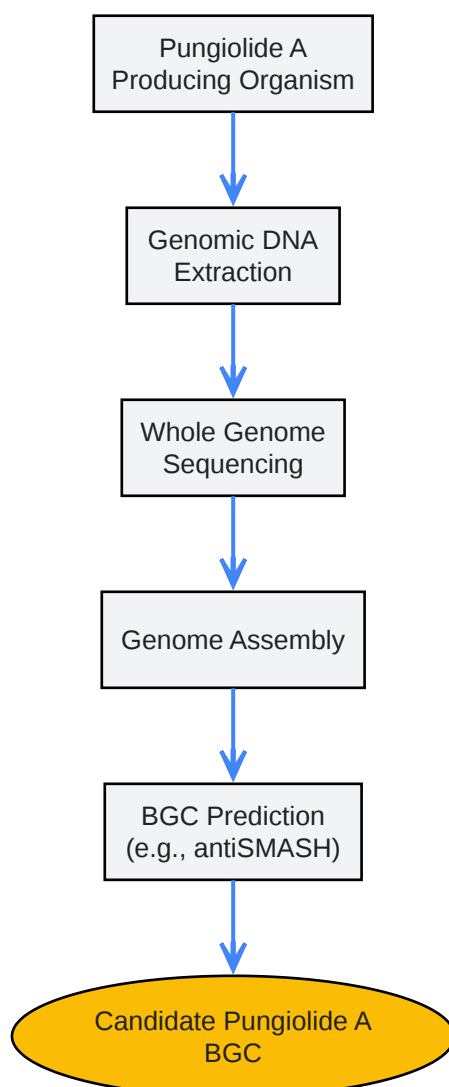 Pungiolide A
Producing Organism
Genomic DNA
Extraction
Whole Genome
Sequencing
Genome Assembly
BGC Prediction
(e.g., antiSMASH)
Candidate Pungiolide A
BGC